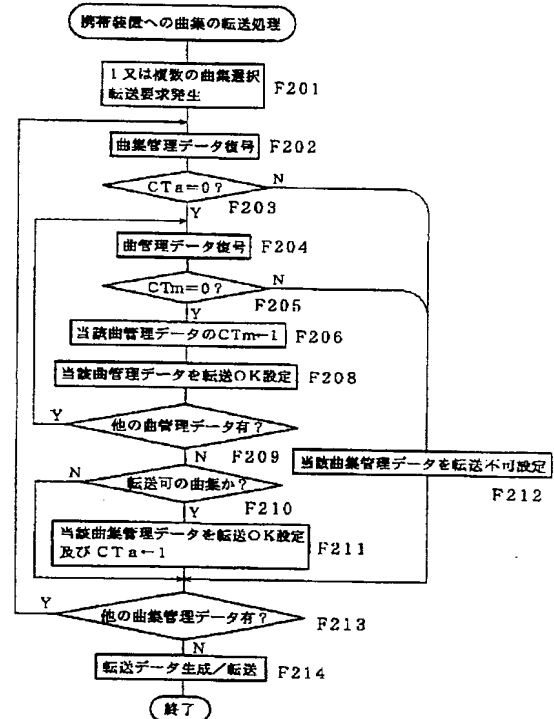 携帯装置への曲集の転送処理
1又は複数の曲集選択
転送要求発生
F201
曲集管理データ復号
F202
CTa=0?
N
Y
F203
曲管理データ復号
F204
CTm=0?
N
Y
F205
当該曲管理データのCTm←1
F206
当該曲管理データを転送OK設定
F208
他の曲管理データ有?
Y
N
F209
転送可の曲集か?
N
Y
F210
当該曲集管理データを転送不可設定
F212
当該曲集管理データを転送OK設定
及びCTa←1
F211
他の曲集管理データ有?
Y
N
F213
転送データ生成/転送
F214
終了